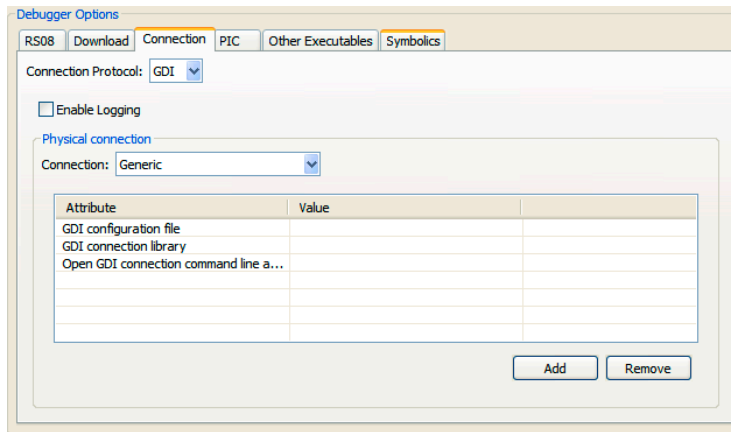 Debugger Options
RS08 Download Connection PIC Other Executables Symbolics
Connection Protocol: GDI
Enable Logging
Physical connection
Connection: Generic
Attribute Value
GDI configuration file
GDI connection library
Open GDI connection command line a...
Add Remove